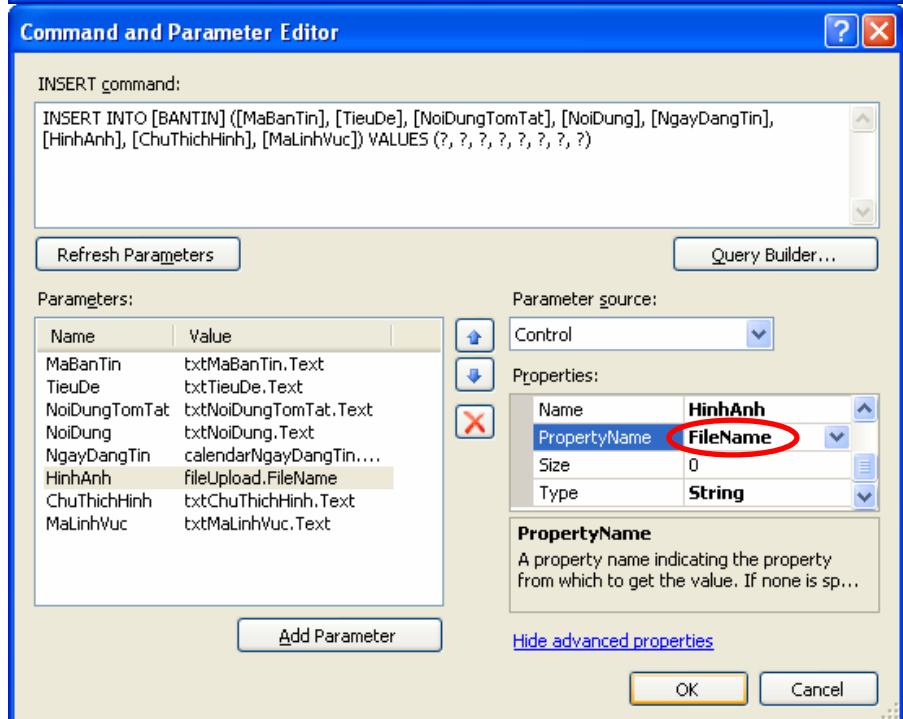 Command and Parameter Editor
INSERT command:
INSERT INTO [BANTIN] ([MaBanTin], [TieuDe], [NoiDungTomTat], [NoiDung], [NgayDangTin],
[HinhAnh], [ChuThichHinh], [MaLinhVuc]) VALUES (?, ?, ?, ?, ?, ?, ?, ?)
Refresh Parameters
Query Builder...
Parameters:
Name Value
MaBanTin txtMaBanTin.Text
TieuDe txtTieuDe.Text
NoiDungTomTat txtNoiDungTomTat.Text
NoiDung txtNoiDung.Text
NgayDangTin calendarNgayDangTin....
HinhAnh fileUpload.FileName
ChuThichHinh txtChuThichHinh.Text
MaLinhVuc txtMaLinhVuc.Text
Add Parameter
Parameter source:
Control
Properties:
Name HinhAnh
PropertyName FileName
Size 0
Type String
PropertyName
A property name indicating the property
from which to get the value. If none is sp...
Hide advanced properties
OK Cancel